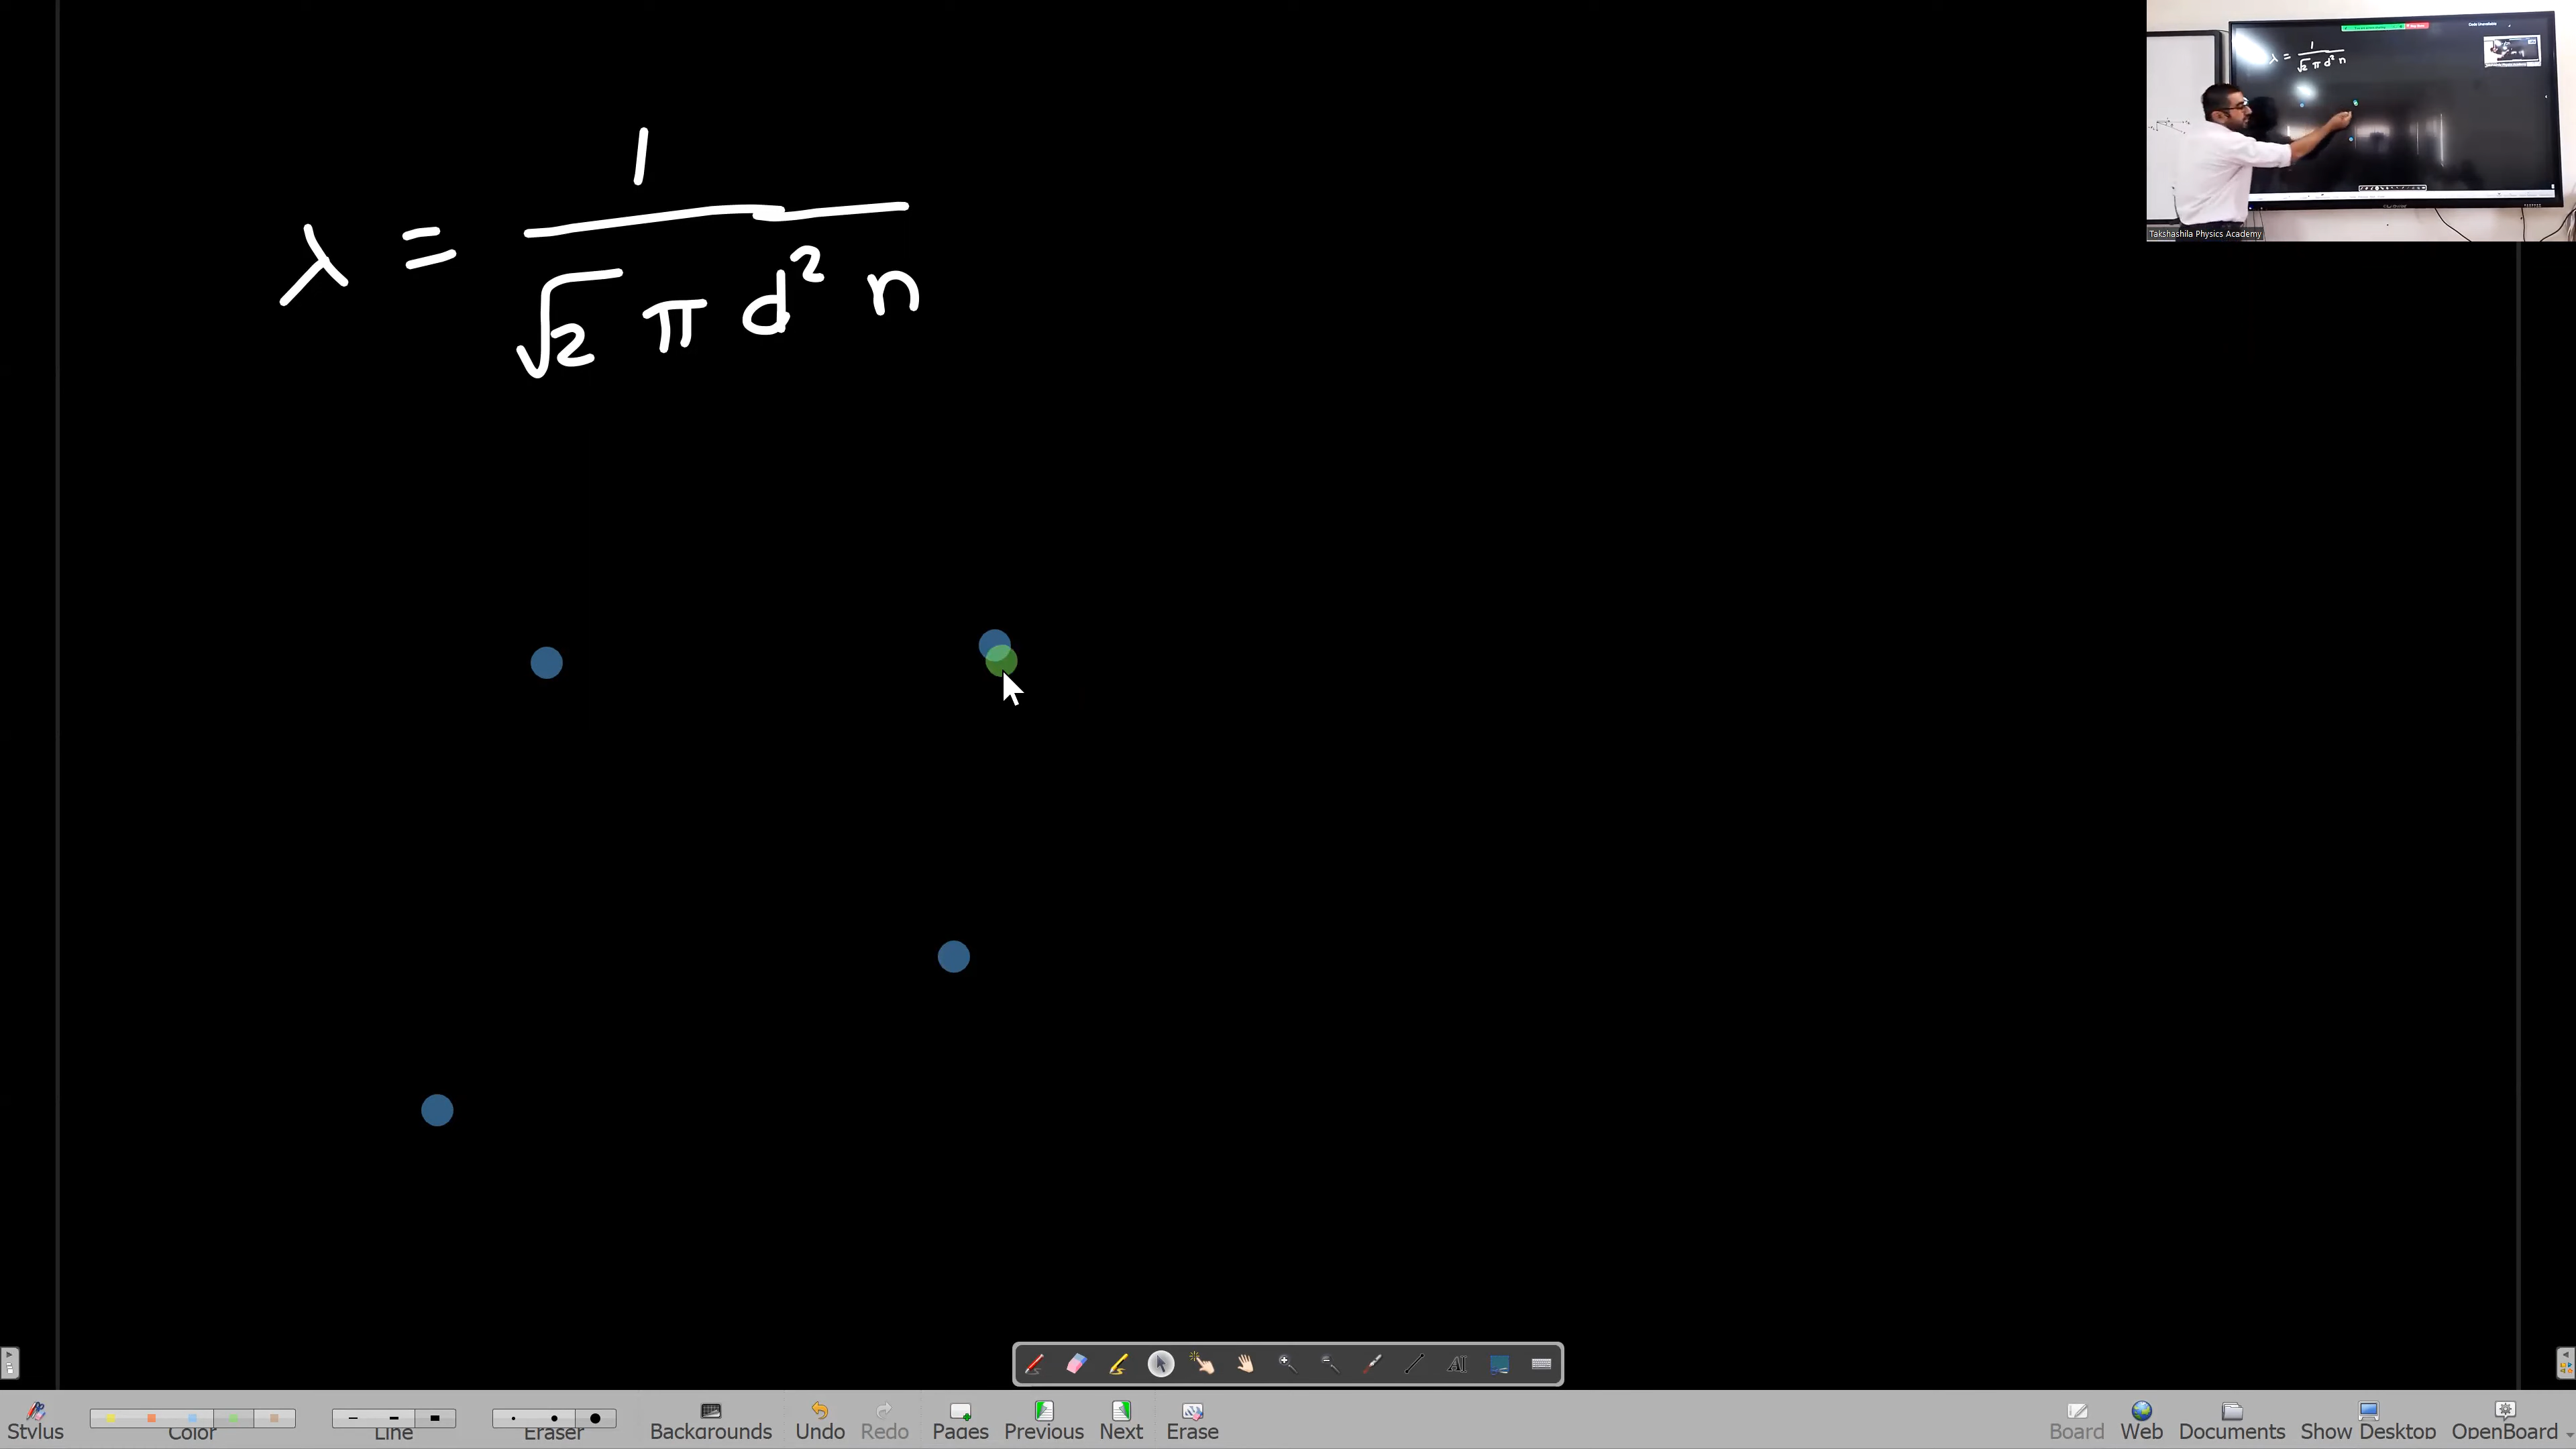 λ = 1 / √2 π d² n
Takshashila Physics Academy
Stylus
Color
Line
Eraser
Backgrounds
Undo
Redo
Pages
Previous
Next
Erase
Board
Web
Documents
Show Desktop
OpenBoard